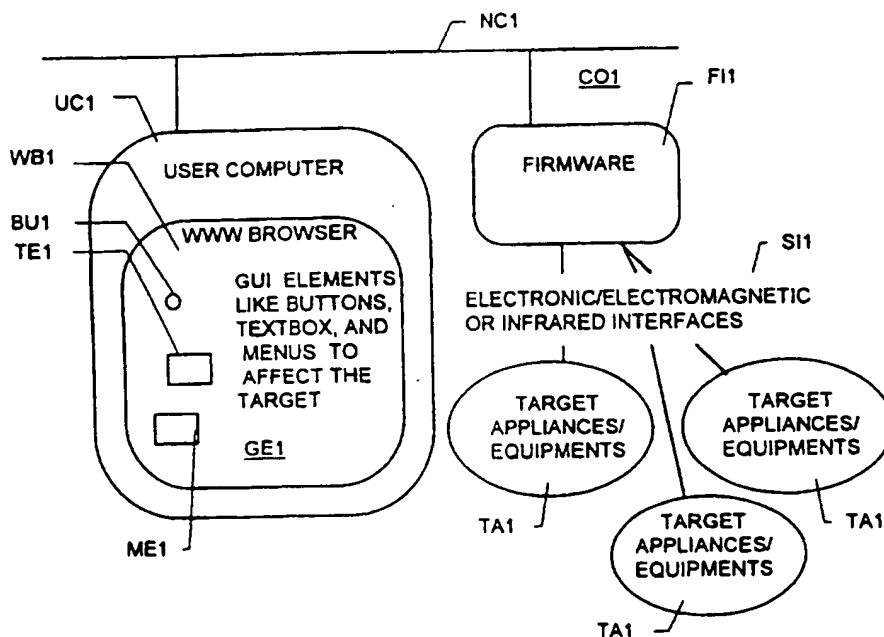 NC1
CO1
FI1
UC1
WB1
USER COMPUTER
FIRMWARE
BU1
TE1
WWW BROWSER
SI1
GUI ELEMENTS
LIKE BUTTONS,
TEXTBOX, AND
MENUS TO
AFFECT THE
TARGET
ELECTRONIC/ELECTROMAGNETIC
OR INFRARED INTERFACES
GE1
ME1
TARGET
APPLIANCES/
EQUIPMENTS
TA1
TARGET
APPLIANCES/
EQUIPMENTS
TA1
TARGET
APPLIANCES/
EQUIPMENTS
TA1